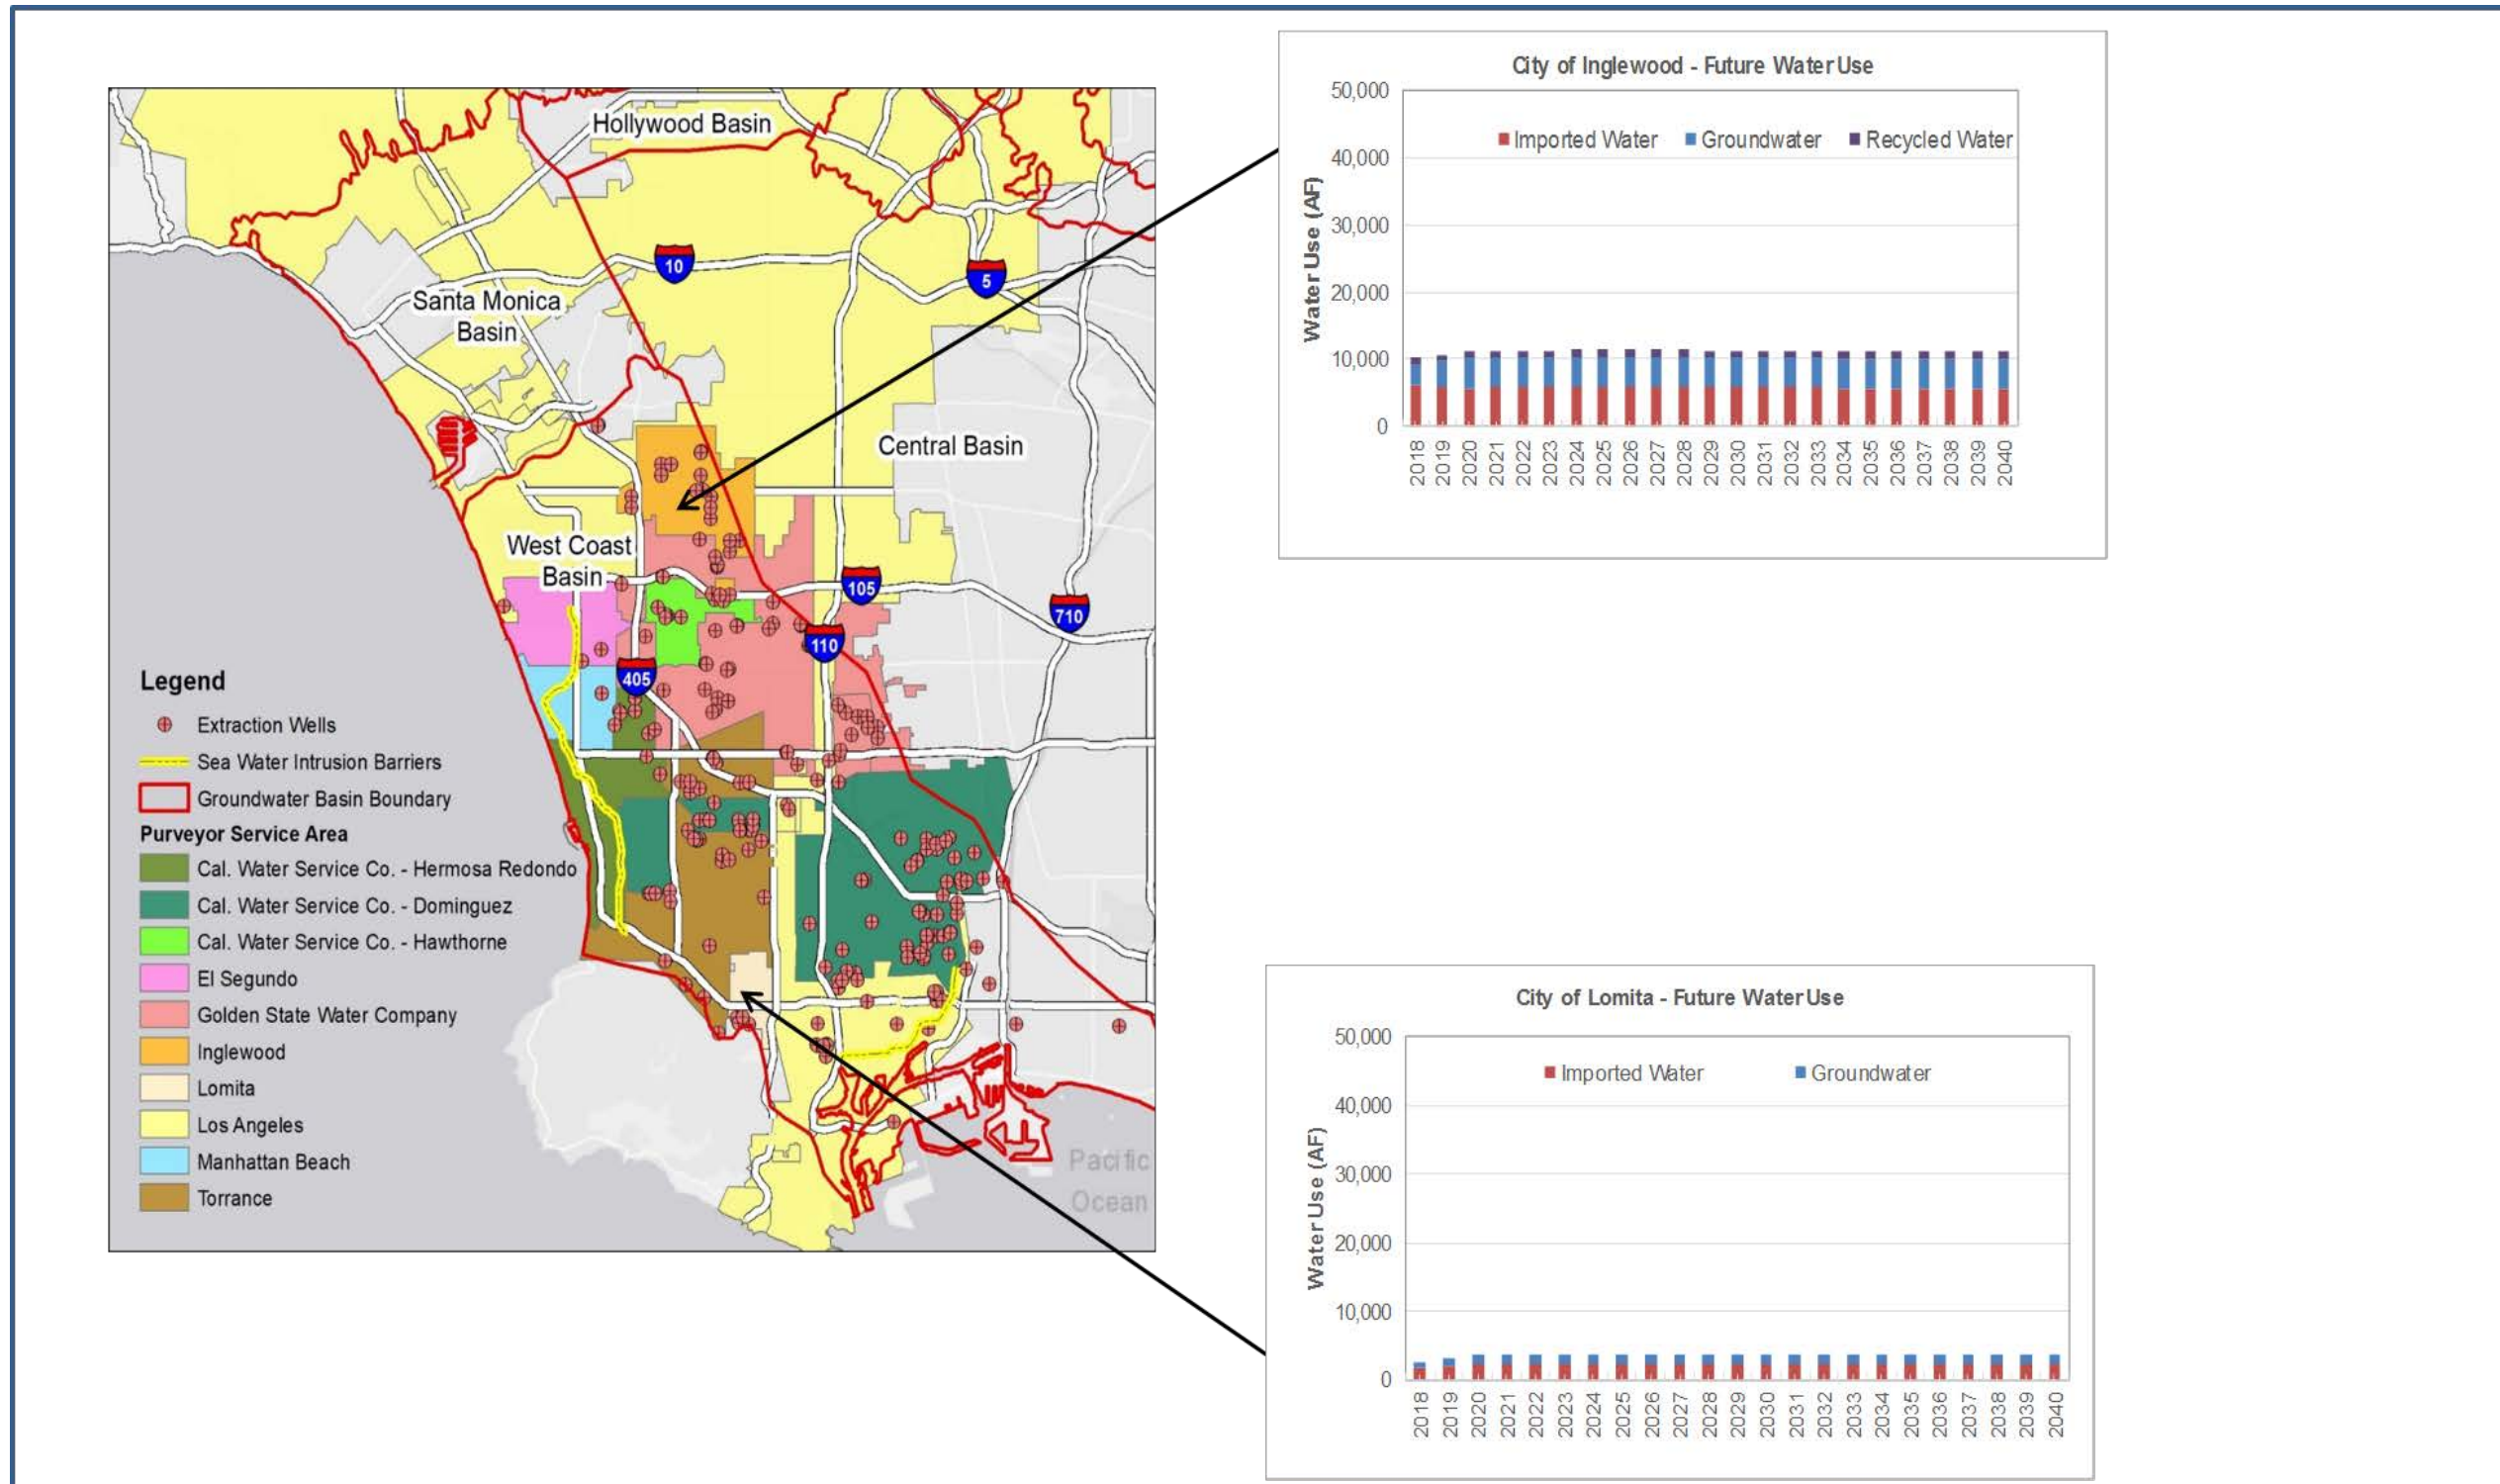 Hollywood Basin
10
5
Santa Monica
Basin
Central Basin
West Coast
Basin
105
710
110
405
Legend
Extraction Wells
Sea Water Intrusion Barriers
Groundwater Basin Boundary
Purveyor Service Area
Cal. Water Service Co. - Hermosa Redondo
Cal. Water Service Co. - Dominguez
Cal. Water Service Co. - Hawthorne
El Segundo
Golden State Water Company
Inglewood
Lomita
Los Angeles
Manhattan Beach
Torrance
Pacific
Ocean
City of Inglewood - Future Water Use
Imported Water Groundwater Recycled Water
Water Use (AF)
50,000
40,000
30,000
20,000
10,000
0
2018 2019 2020 2021 2022 2023 2024 2025 2026 2027 2028 2029 2030 2031 2032 2033 2034 2035 2036 2037 2038 2039 2040
City of Lomita - Future Water Use
Imported Water Groundwater
Water Use (AF)
50,000
40,000
30,000
20,000
10,000
0
2018 2019 2020 2021 2022 2023 2024 2025 2026 2027 2028 2029 2030 2031 2032 2033 2034 2035 2036 2037 2038 2039 2040